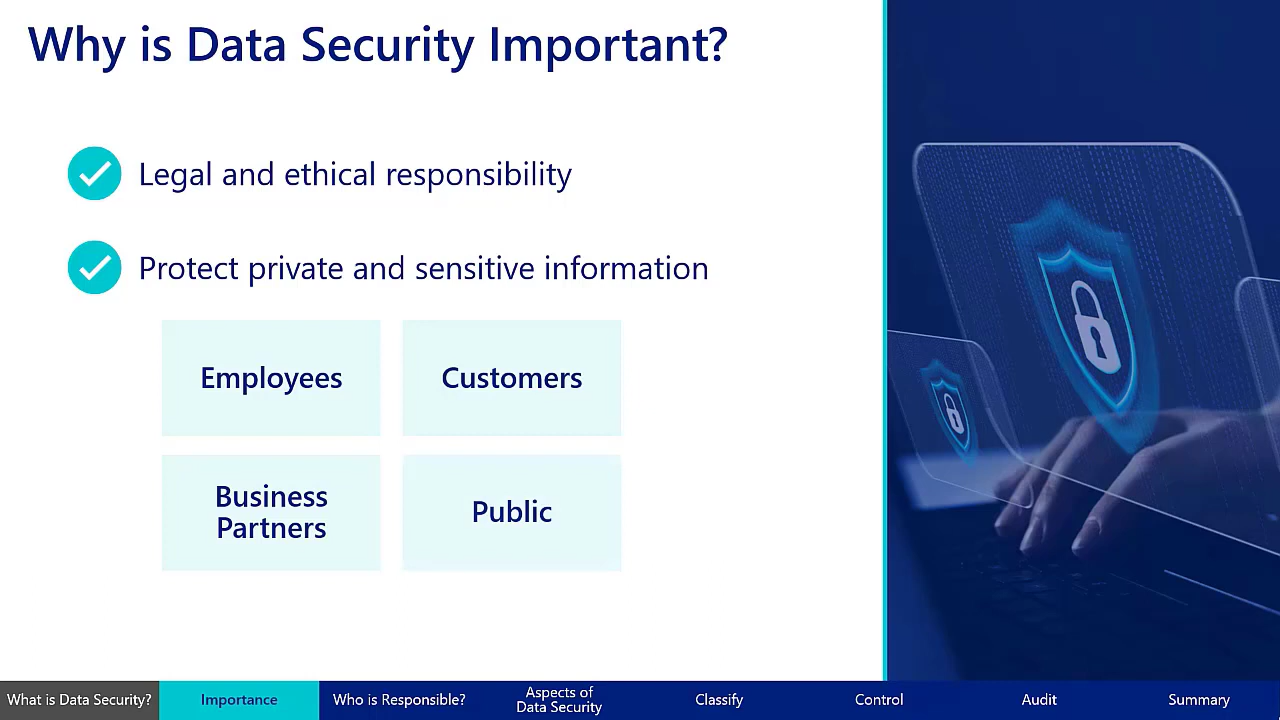 Why is Data Security Important?
Legal and ethical responsibility
Protect private and sensitive information
Employees
Customers
Business
Partners
Public
What is Data Security?
Importance
Who is Responsible?
Aspects of
Data Security
Classify
Control
Audit
Summary